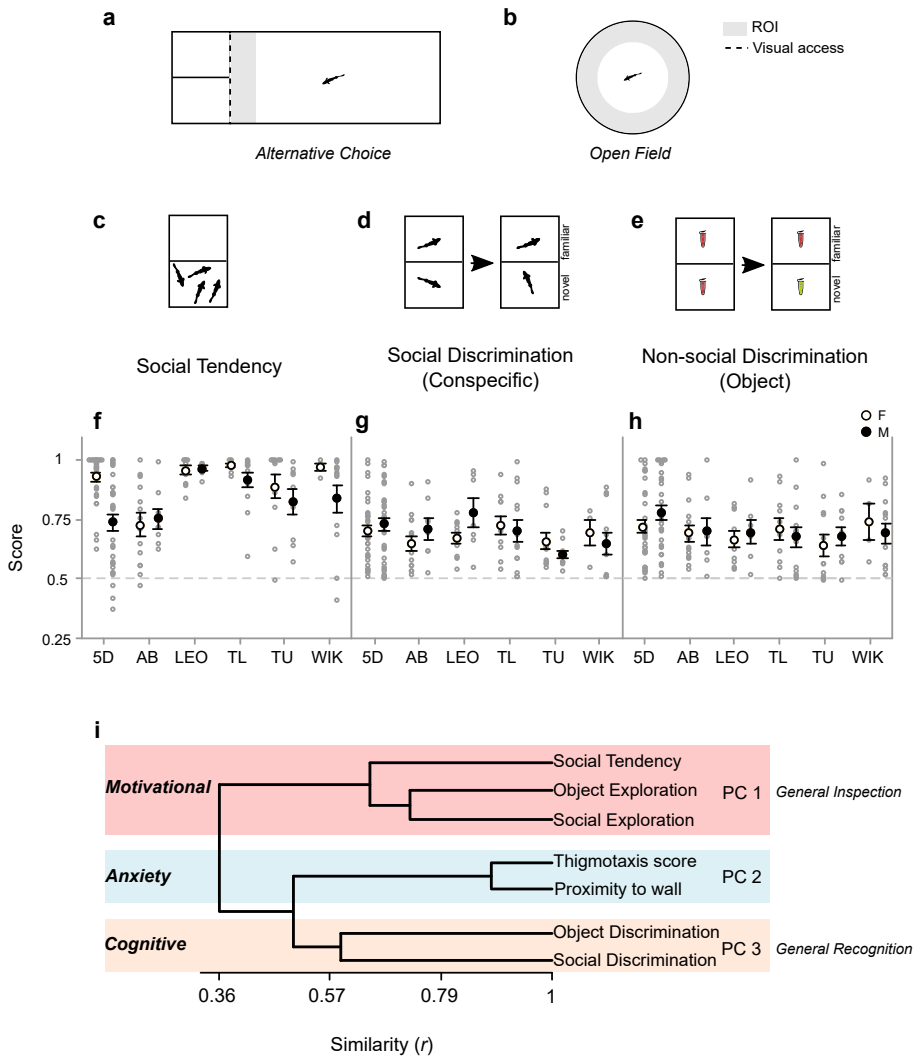 a
b
ROI
Visual access
Alternative Choice
Open Field
c
d
e
familiar
novel
familiar
novel
Social Tendency
Social Discrimination
(Conspecific)
Non-social Discrimination
(Object)
f
g
h
F
M
Score
1
0.75
0.5
0.25
5D AB LEO TL TU WIK
5D AB LEO TL TU WIK
5D AB LEO TL TU WIK
i
Motivational
Social Tendency
Object Exploration
Social Exploration
PC 1
General Inspection
Anxiety
Thigmotaxis score
Proximity to wall
PC 2
Cognitive
Object Discrimination
Social Discrimination
PC 3
General Recognition
0.36 0.57 0.79 1
Similarity (r)